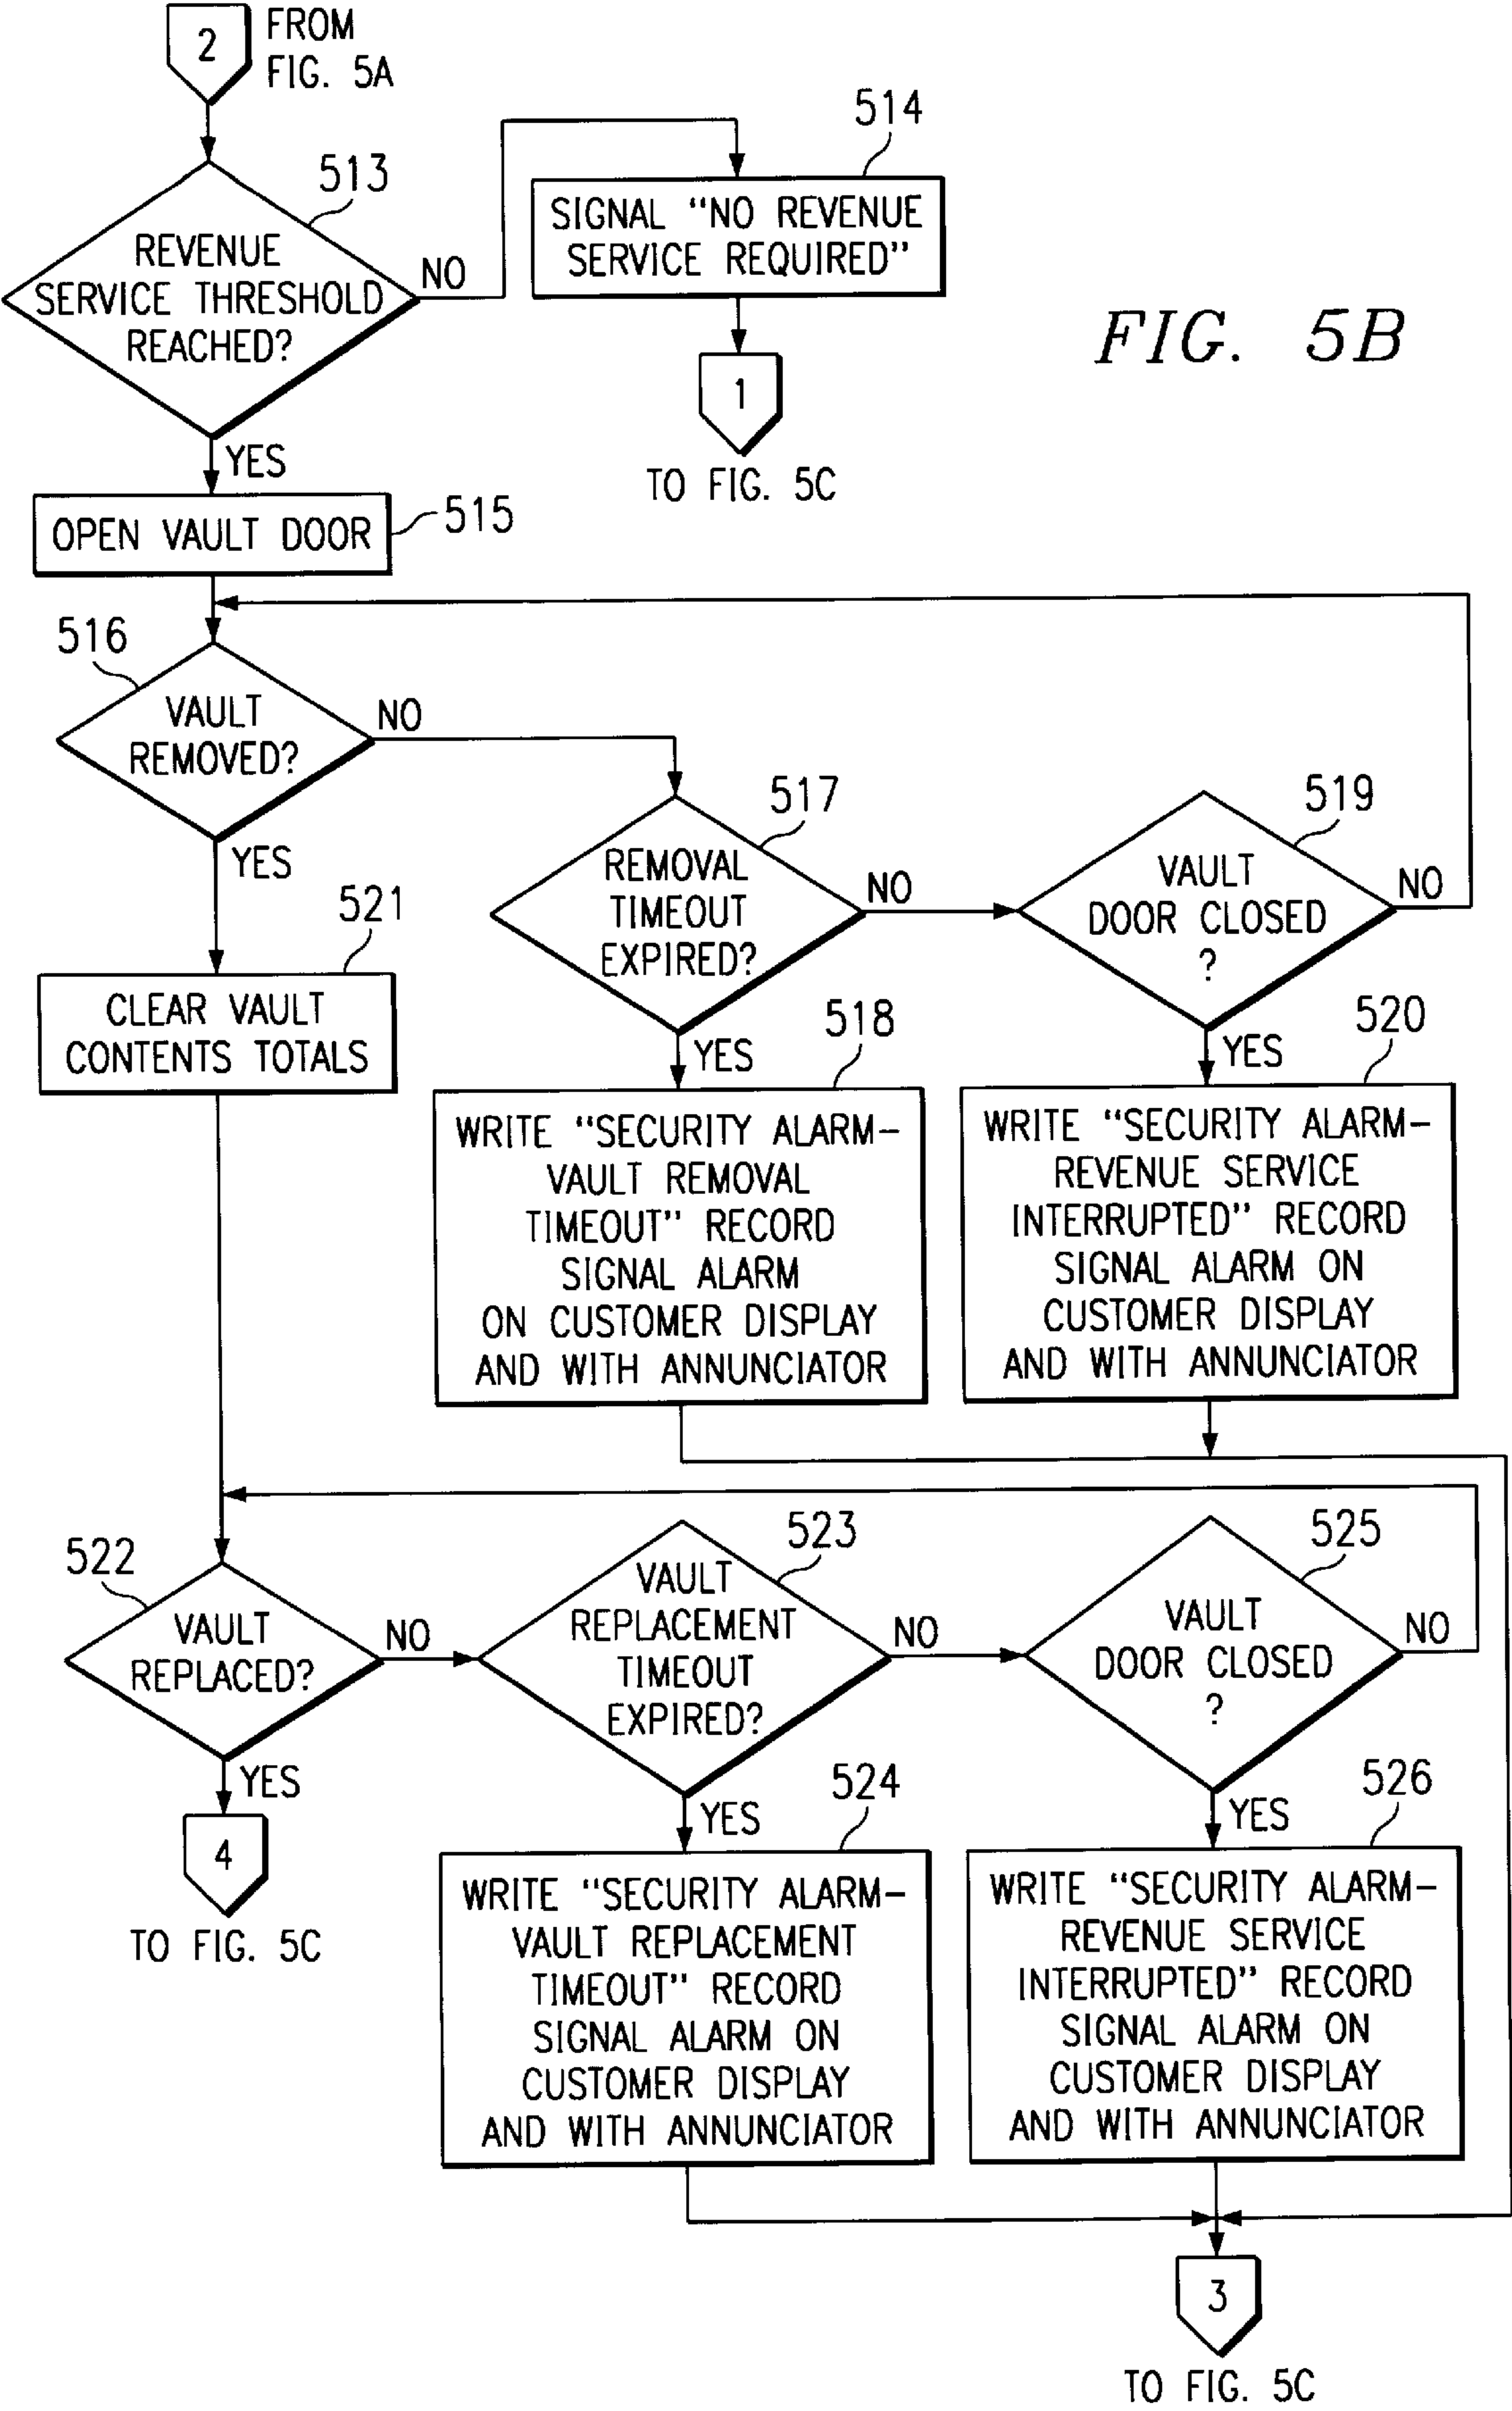 2
FROM
FIG. 5A
513
REVENUE
SERVICE THRESHOLD
REACHED?
NO
YES
514
SIGNAL "NO REVENUE
SERVICE REQUIRED"
1
TO FIG. 5C
FIG. 5B
OPEN VAULT DOOR
515
516
VAULT
REMOVED?
NO
YES
517
REMOVAL
TIMEOUT
EXPIRED?
NO
YES
519
VAULT
DOOR CLOSED
?
NO
YES
521
CLEAR VAULT
CONTENTS TOTALS
518
WRITE "SECURITY ALARM-
VAULT REMOVAL
TIMEOUT" RECORD
SIGNAL ALARM
ON CUSTOMER DISPLAY
AND WITH ANNUNCIATOR
520
WRITE "SECURITY ALARM-
REVENUE SERVICE
INTERRUPTED" RECORD
SIGNAL ALARM ON
CUSTOMER DISPLAY
AND WITH ANNUNCIATOR
522
VAULT
REPLACED?
NO
YES
523
VAULT
REPLACEMENT
TIMEOUT
EXPIRED?
NO
YES
525
VAULT
DOOR CLOSED
?
NO
YES
4
TO FIG. 5C
524
WRITE "SECURITY ALARM-
VAULT REPLACEMENT
TIMEOUT" RECORD
SIGNAL ALARM ON
CUSTOMER DISPLAY
AND WITH ANNUNCIATOR
526
WRITE "SECURITY ALARM-
REVENUE SERVICE
INTERRUPTED" RECORD
SIGNAL ALARM ON
CUSTOMER DISPLAY
AND WITH ANNUNCIATOR
3
TO FIG. 5C